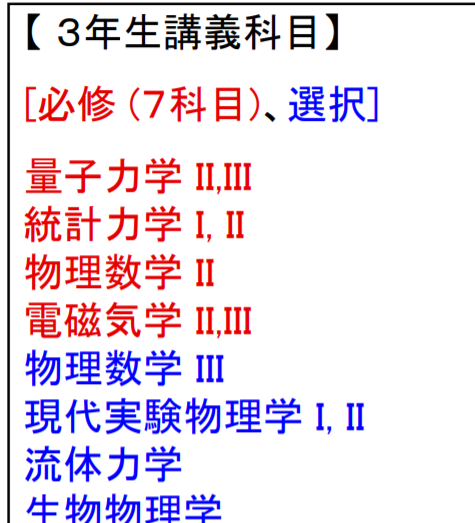 【 3年生講義科目】
[必修 (7科目)、選択]
量子力学 II,III
統計力学 I, II
物理数学 II
電磁気学 II,III
物理数学 III
現代実験物理学 I, II
流体力学
生物物理学